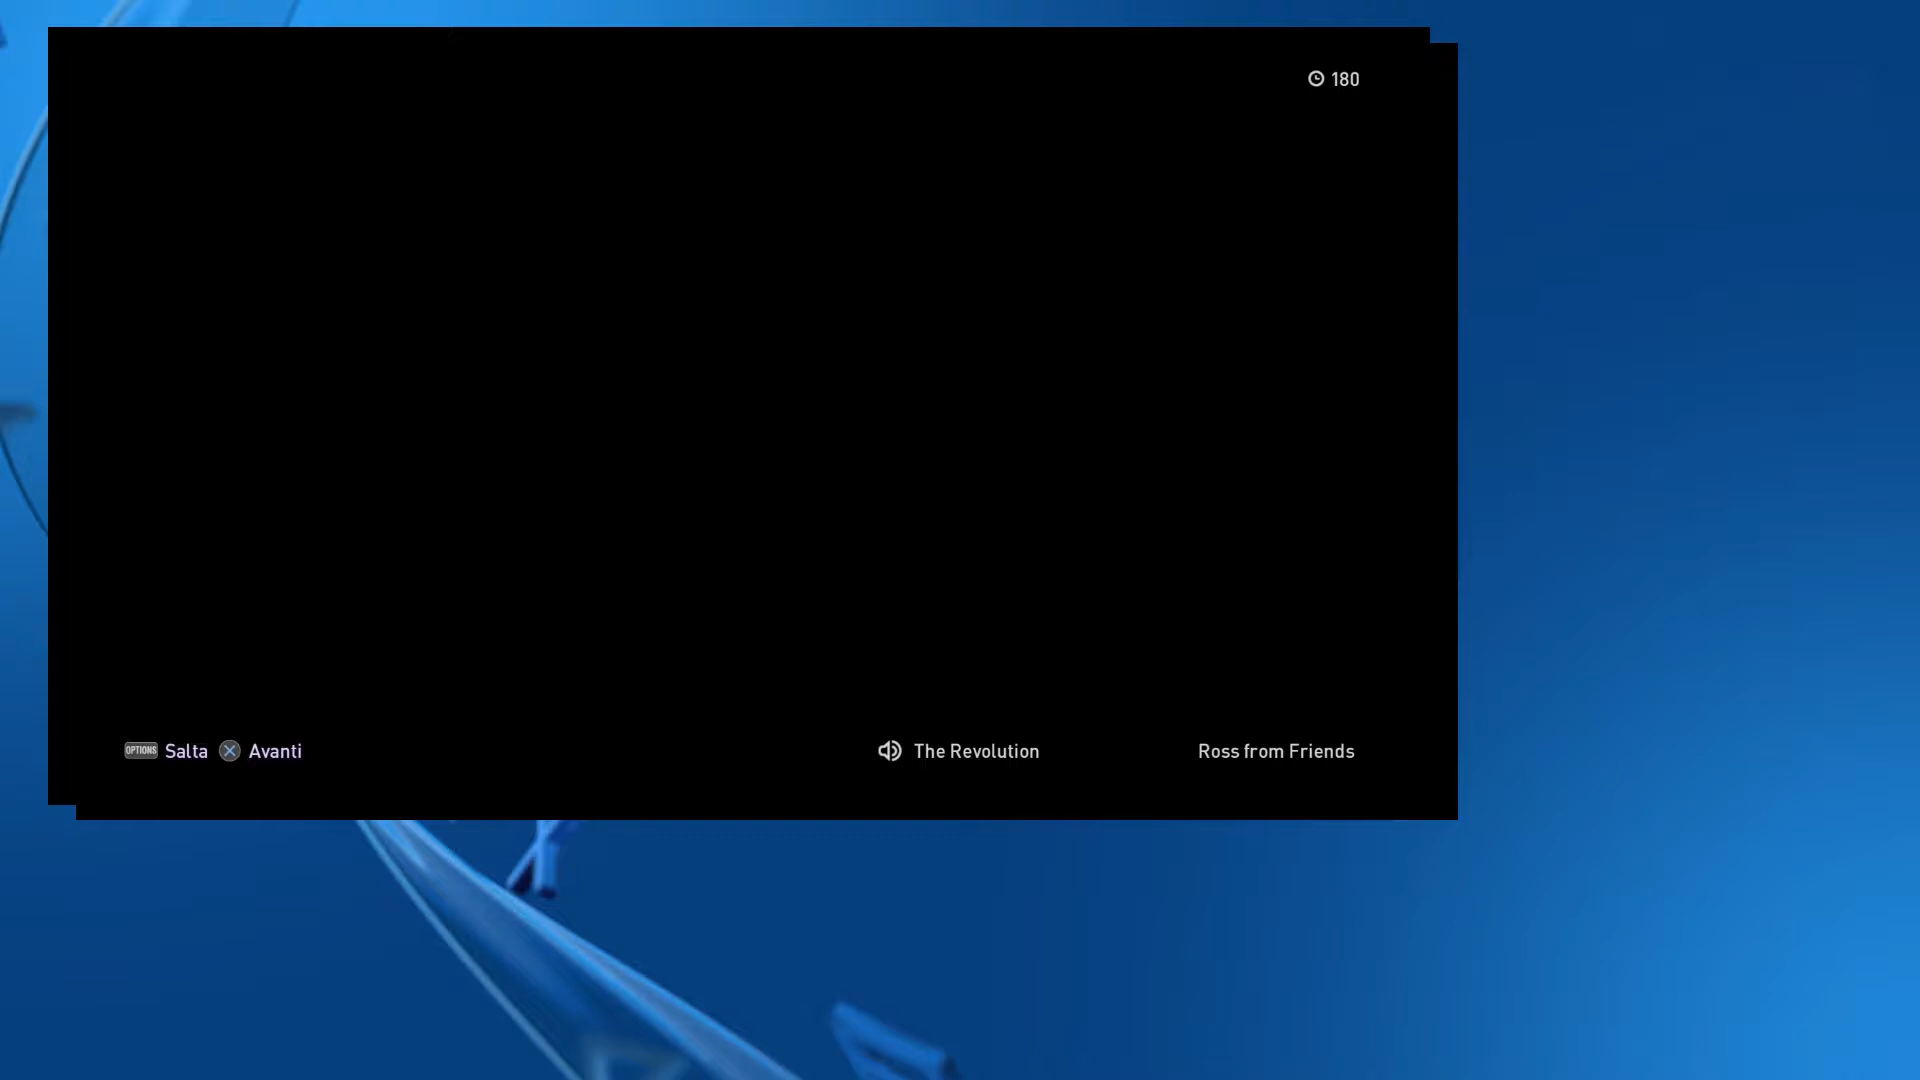 180
OPTIONS Salta Avanti
The Revolution
Ross from Friends